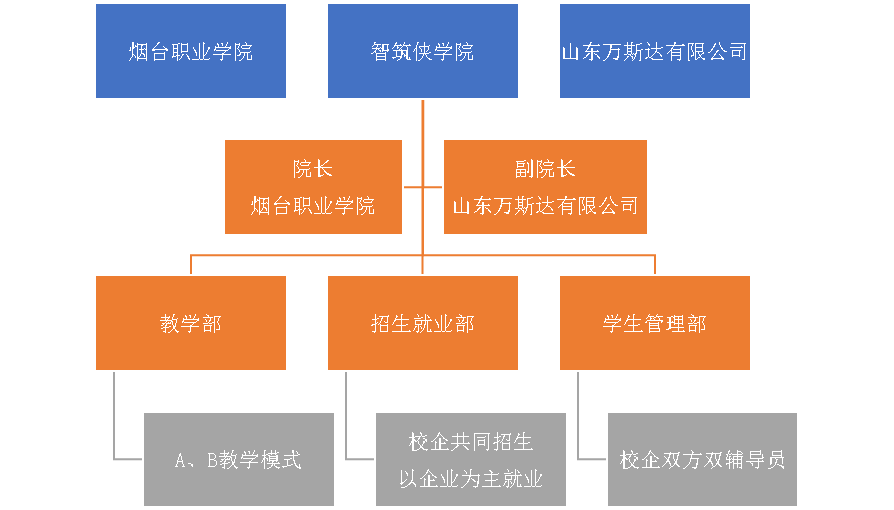 烟台职业学院
智筑侠学院
山东万斯达有限公司
院长
烟台职业学院
副院长
山东万斯达有限公司
教学部
招生就业部
学生管理部
A、B教学模式
校企共同招生
以企业为主就业
校企双方双辅导员